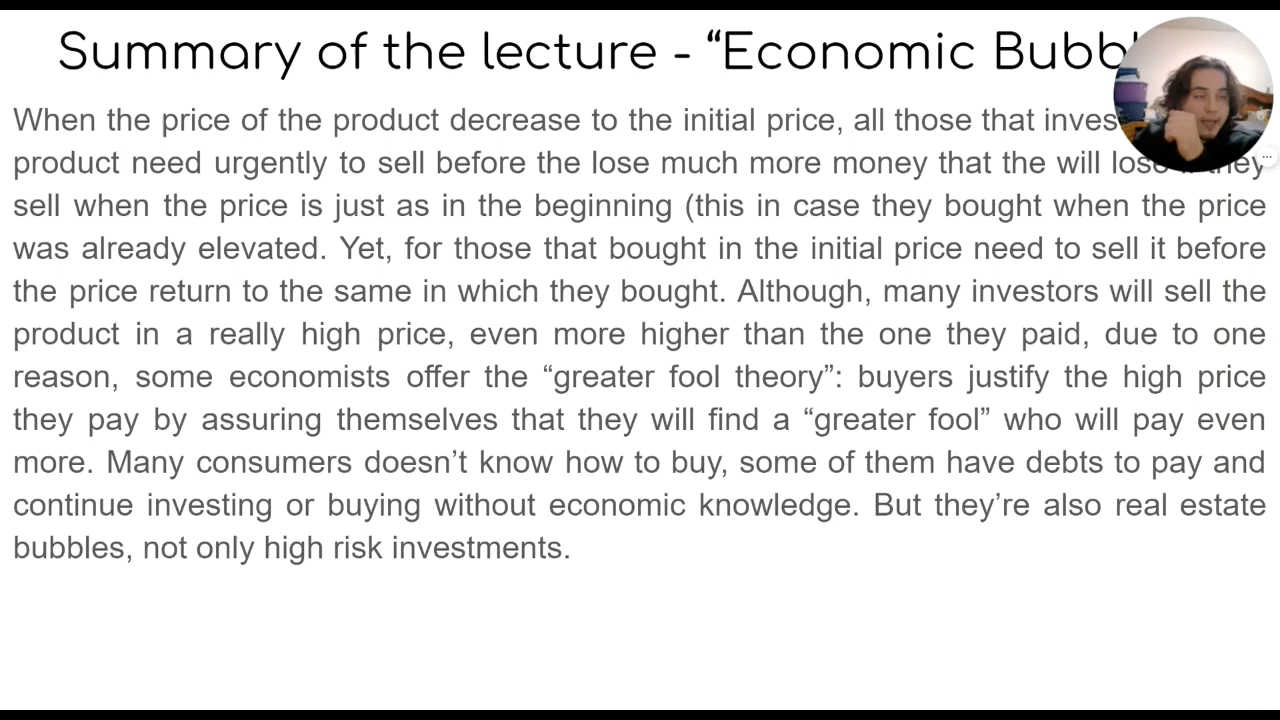 Summary of the lecture - “Economic Bubb
When the price of the product decrease to the initial price, all those that inves
product need urgently to sell before the lose much more money that the will lose if they
sell when the price is just as in the beginning (this in case they bought when the price
was already elevated. Yet, for those that bought in the initial price need to sell it before
the price return to the same in which they bought. Although, many investors will sell the
product in a really high price, even more higher than the one they paid, due to one
reason, some economists offer the “greater fool theory”: buyers justify the high price
they pay by assuring themselves that they will find a “greater fool” who will pay even
more. Many consumers doesn’t know how to buy, some of them have debts to pay and
continue investing or buying without economic knowledge. But they’re also real estate
bubbles, not only high risk investments.